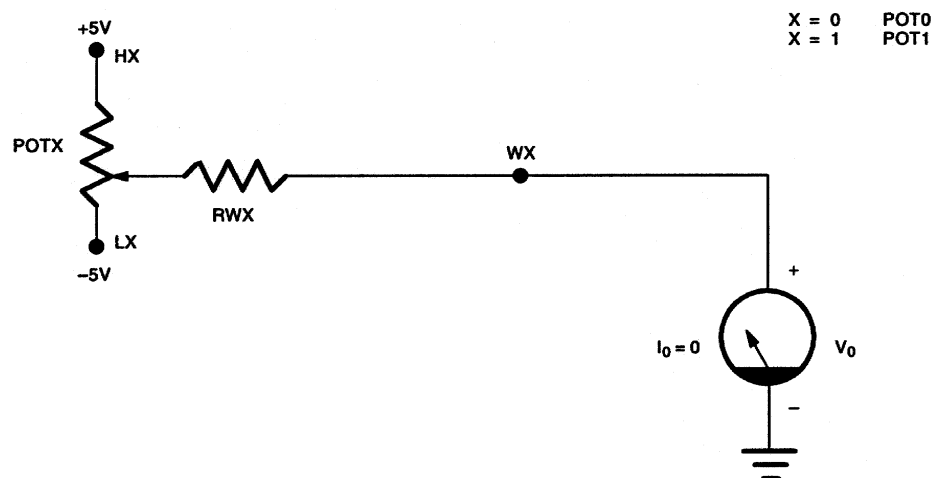 X = 0 POT0
X = 1 POT1
+5V
HX
POTX
RWX
WX
LX
–5V
+
I0 = 0
V0
–